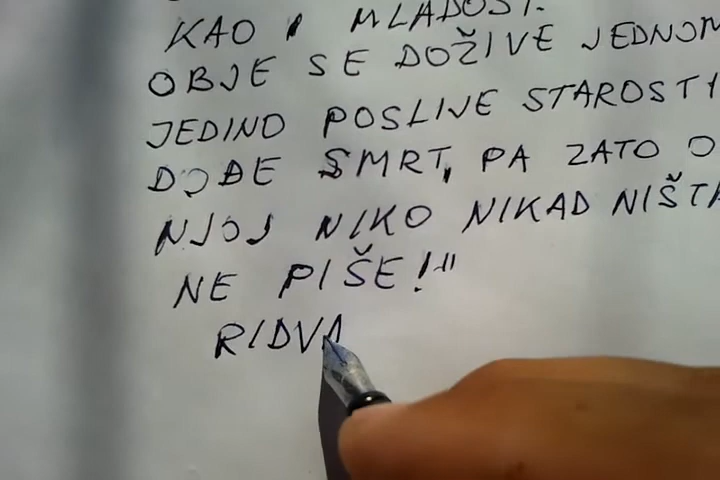 KAO I MLADOST.
OBJE SE DOŽIVE JEDNOM
JEDINO POSLIJE STAROSTI
DOĐE SMRT, PA ZATO O
NJOJ NIKO NIKAD NIŠTA
NE PIŠE!"
RIDVA